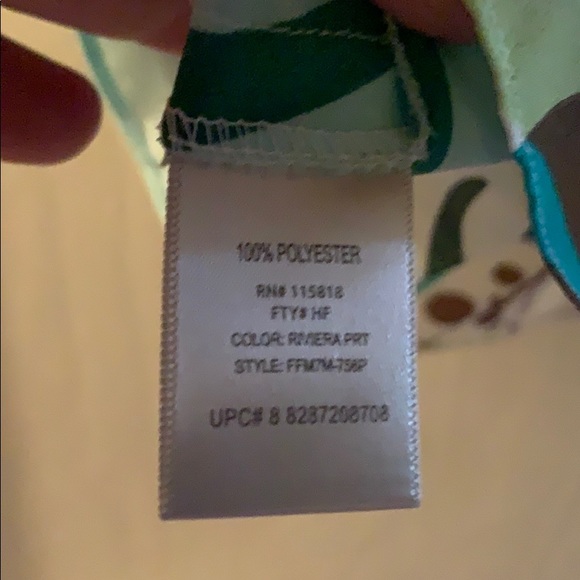 100% POLYESTER
RN# 115818
FTY# HF
COLOR: RIVIERA PRT
STYLE: FFM7M-756P
UPC# 8 8287208708